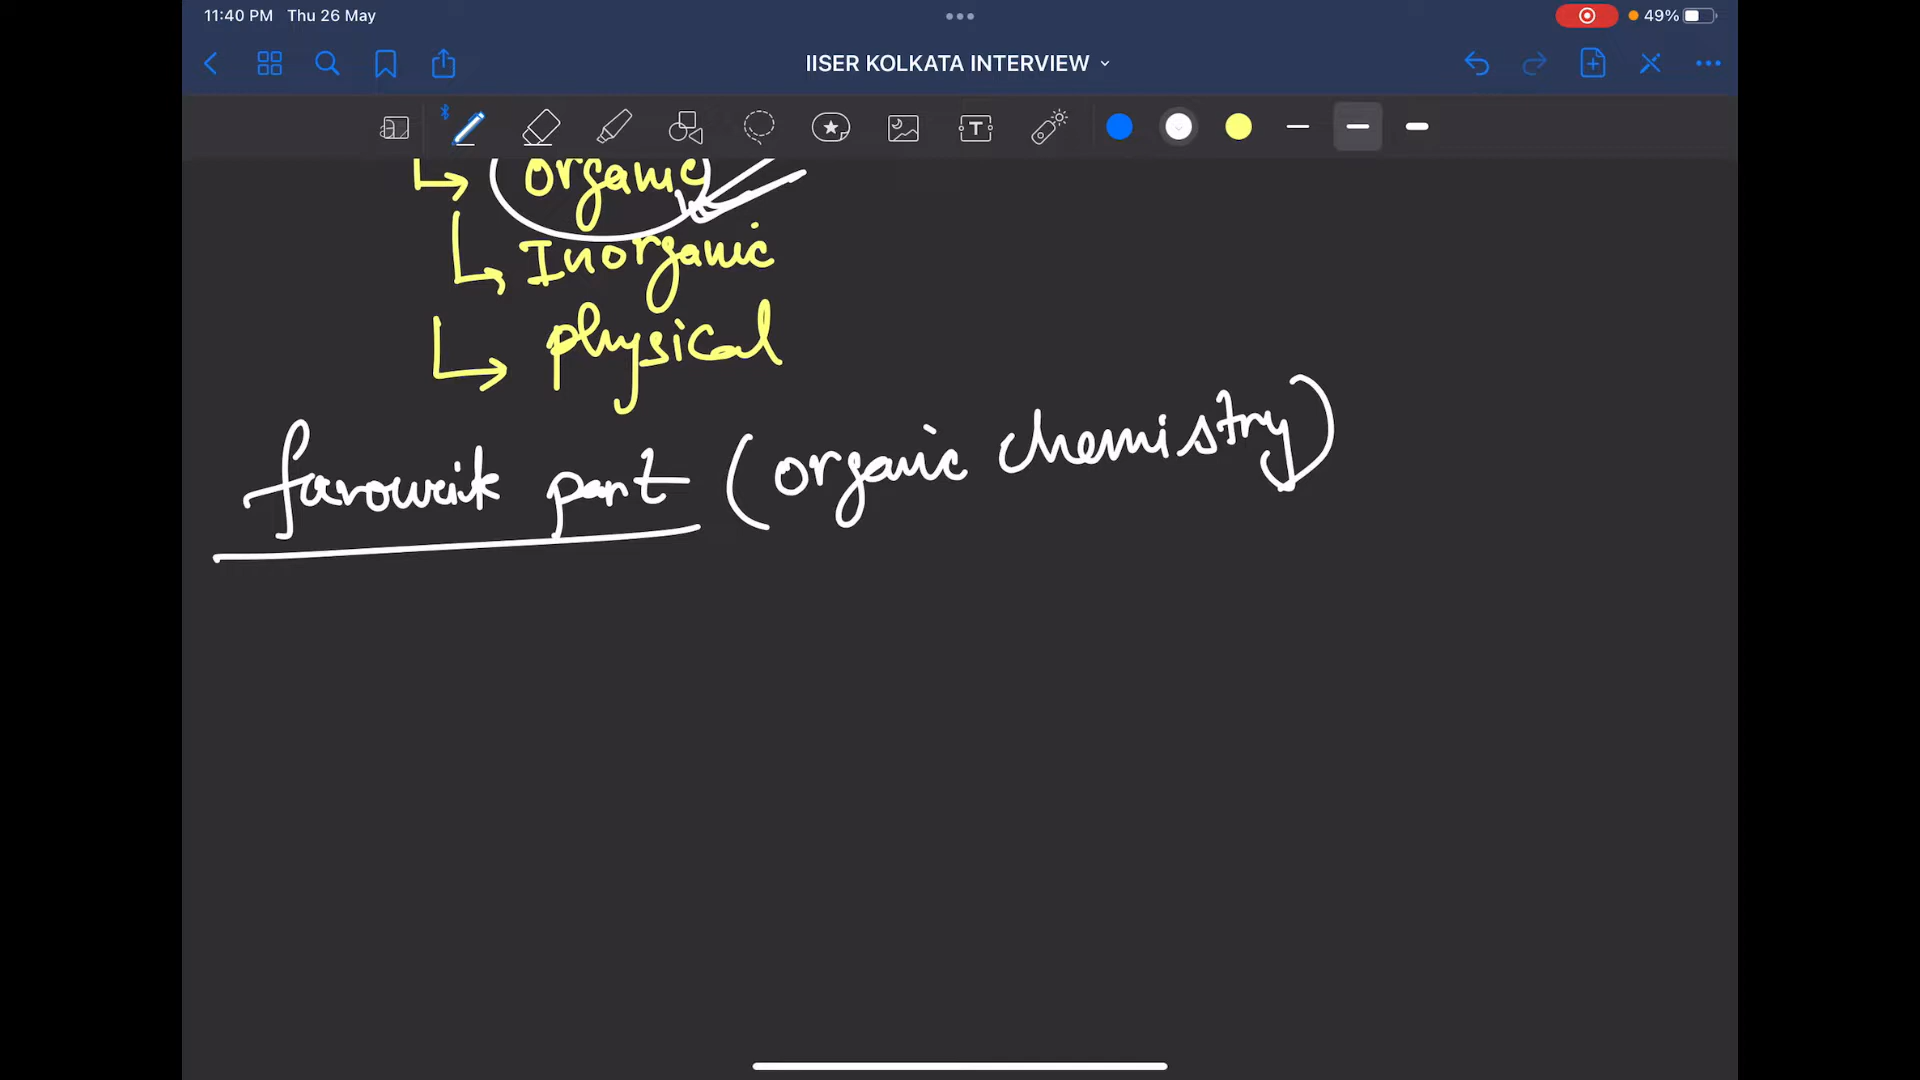 11:40 PM Thu 26 May
49%
IISER KOLKATA INTERVIEW
organic
Inorganic
physical
favourite part (organic chemistry)